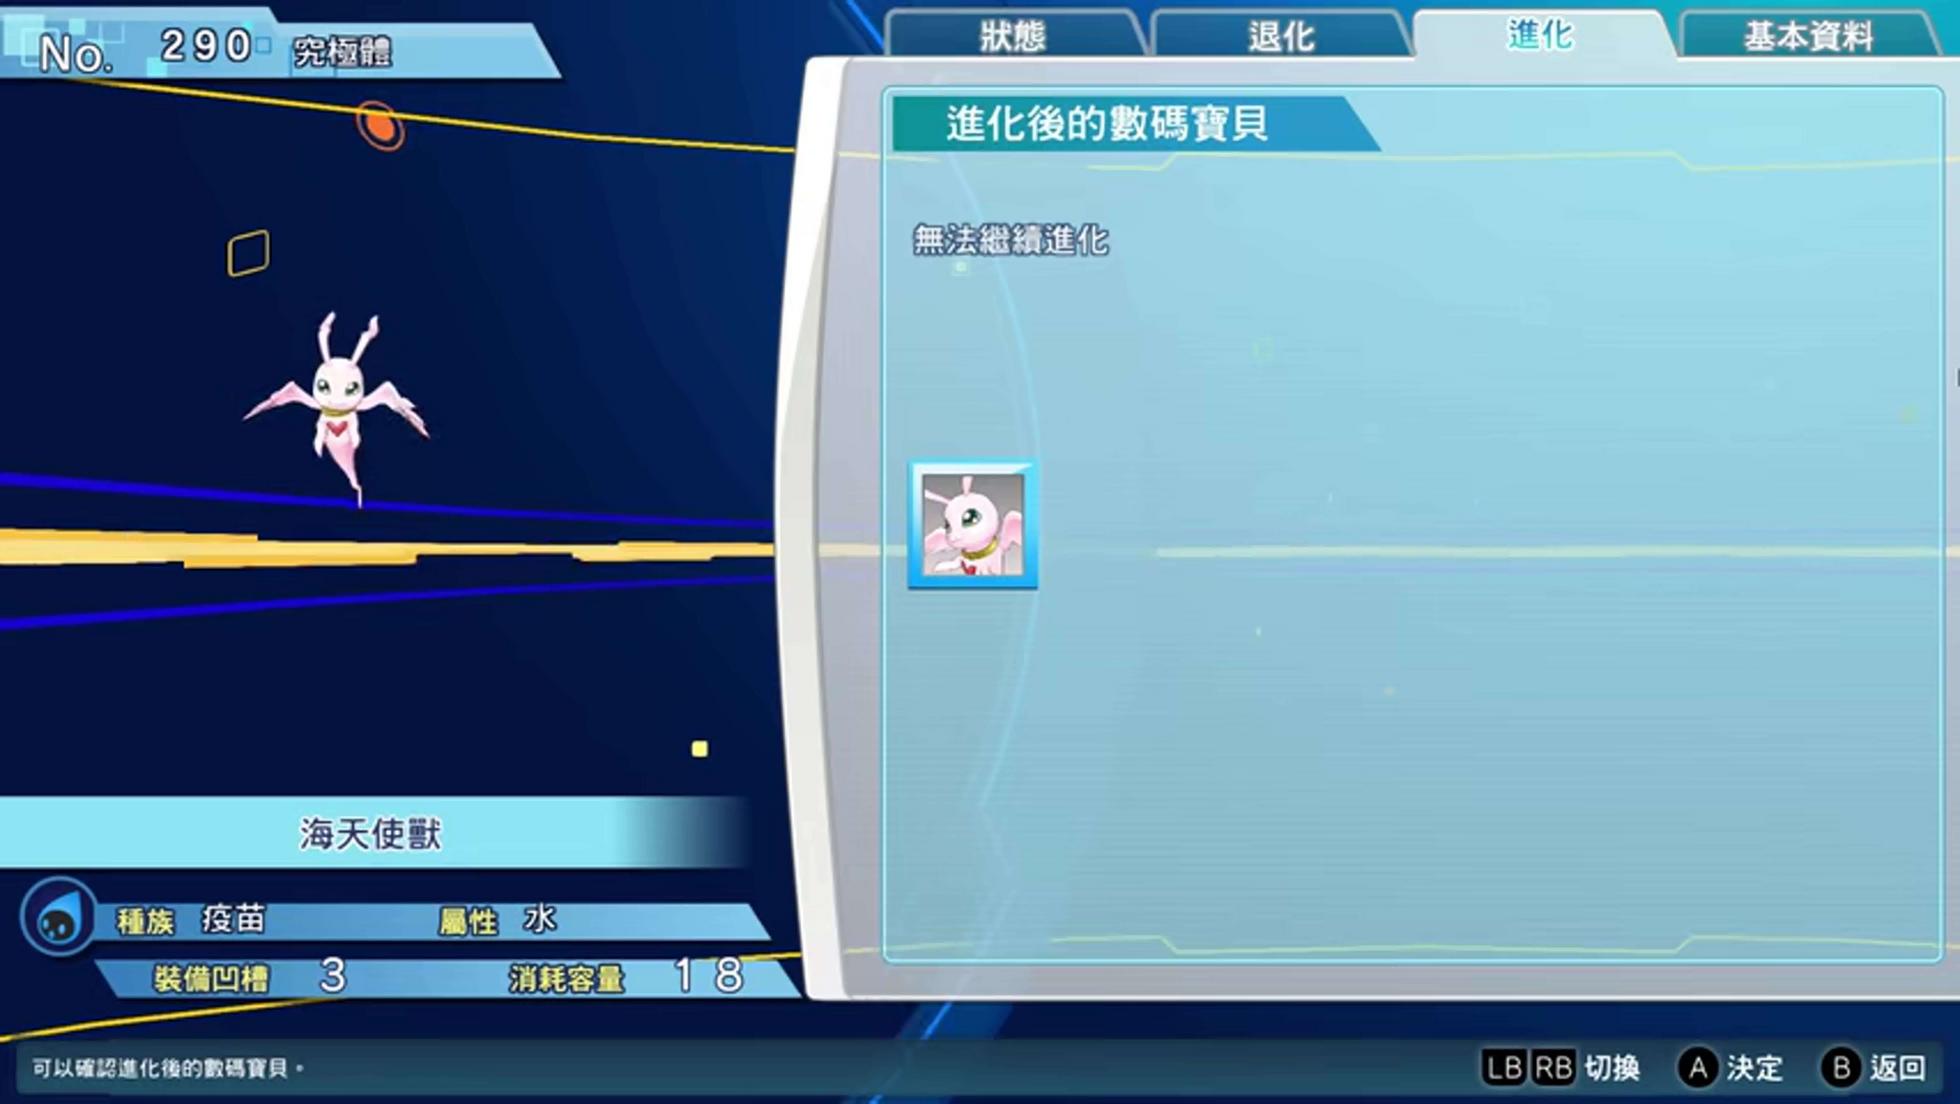 No. 290 究極體
狀態 退化 進化 基本資料
進化後的數碼寶貝
無法繼續進化
海天使獸
種族 疫苗 屬性 水
裝備凹槽 3 消耗容量 18
可以確認進化後的數碼寶貝。
LB RB 切換 A 決定 B 返回